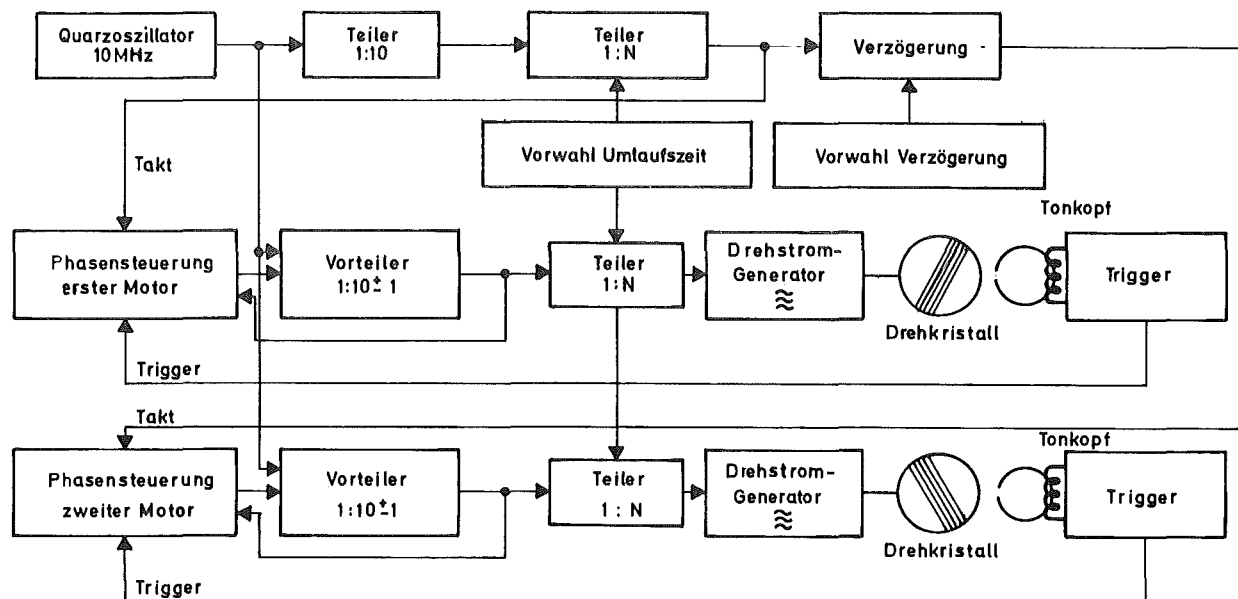 Quarzoszillator
10 MHz
Teiler
1:10
Teiler
1:N
Verzögerung
Vorwahl Umlaufszeit
Vorwahl Verzögerung
Takt
Phasensteuerung
erster Motor
Vorteiler
1:10 ± 1
Teiler
1:N
Drehstrom-
Generator
≈
Drehkristall
Tonkopf
Trigger
Trigger
Takt
Phasensteuerung
zweiter Motor
Vorteiler
1:10 ± 1
Teiler
1 : N
Drehstrom-
Generator
≈
Drehkristall
Tonkopf
Trigger
Trigger